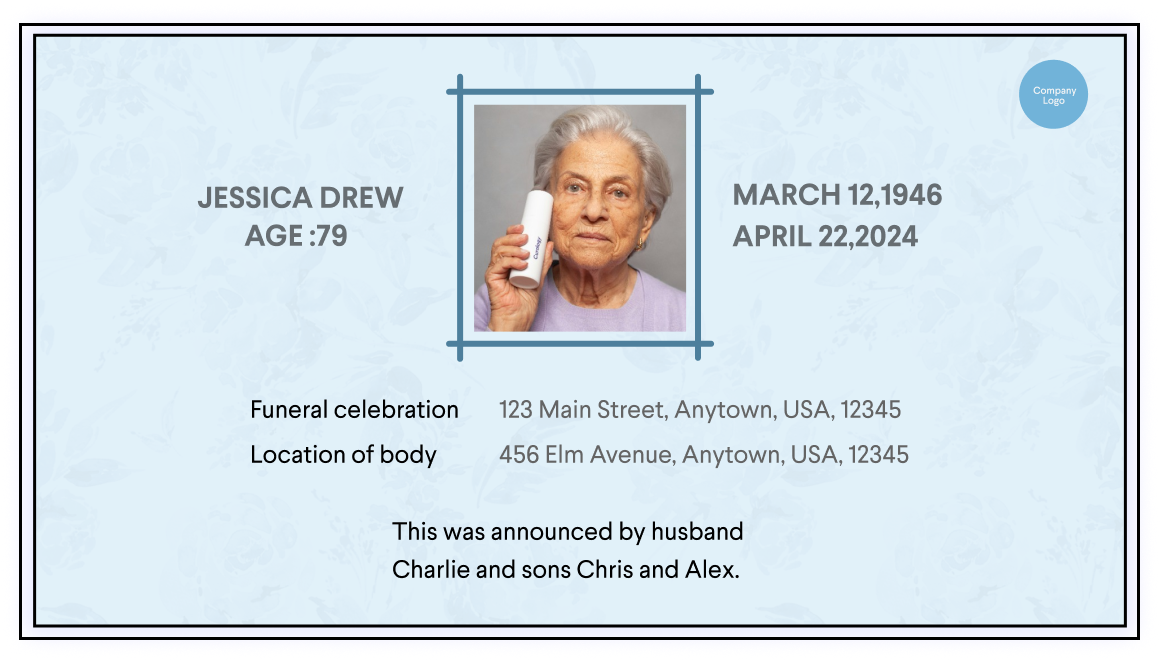 Company
Logo
JESSICA DREW
AGE :79
MARCH 12,1946
APRIL 22,2024
Curology
Funeral celebration 123 Main Street, Anytown, USA, 12345
Location of body 456 Elm Avenue, Anytown, USA, 12345
This was announced by husband
Charlie and sons Chris and Alex.